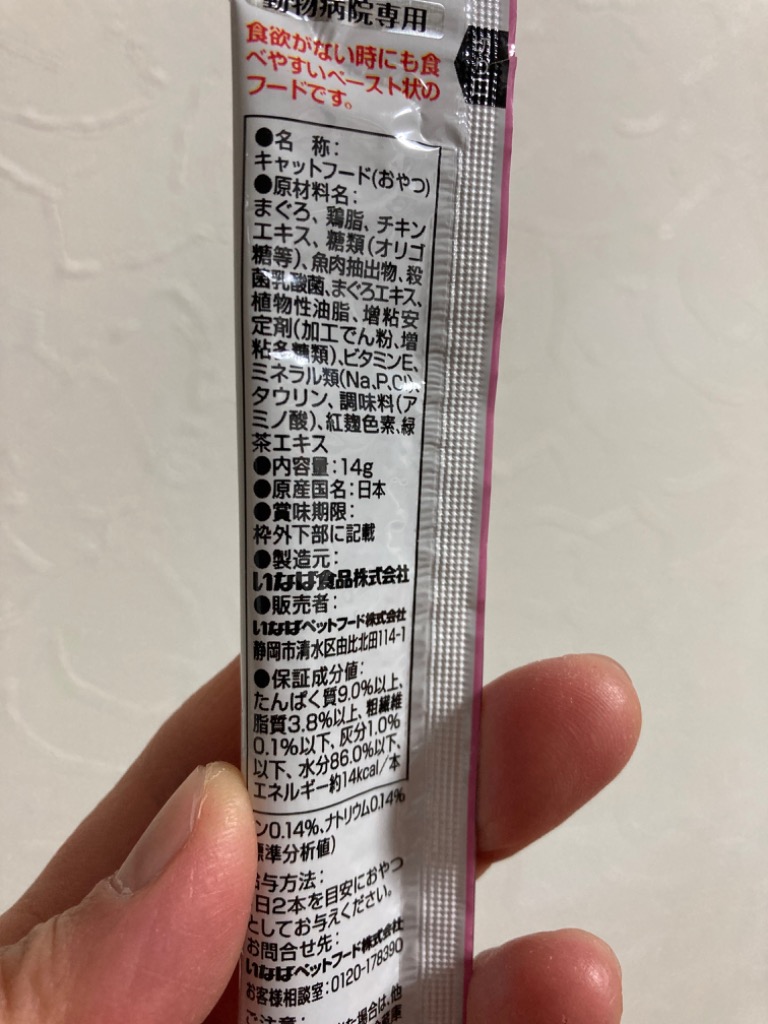 動物病院専用
食欲がない時にも食
べやすいペースト状の
フードです。
●名　称：
キャットフード(おやつ)
●原材料名：
まぐろ、鶏脂、チキン
エキス、糖類(オリゴ
糖等)、魚肉抽出物、殺
菌乳酸菌、まぐろエキス、
植物性油脂、増粘安
定剤(加工でん粉、増
粘多糖類)、ビタミンE、
ミネラル類(Na、P、Cl)、
タウリン、調味料(ア
ミノ酸)、紅麹色素、緑
茶エキス
●内容量：14g
●原産国名：日本
●賞味期限：
枠外下部に記載
●製造元：
いなば食品株式会社
●販売者：
いなばペットフード株式会社
静岡市清水区由比北田114-1
●保証成分値：
たんぱく質9.0%以上、
脂質3.8%以上、粗繊維
0.1%以下、灰分1.0%
以下、水分86.0%以下、
エネルギー約14kcal/本
ン0.14%、ナトリウム0.14%
標準分析値)
給与方法：
日2本を目安におやつ
としてお与えください。
お問合せ先：
いなばペットフード株式会社
お客様相談室：0120-178390
ご注意：
た場合は、他